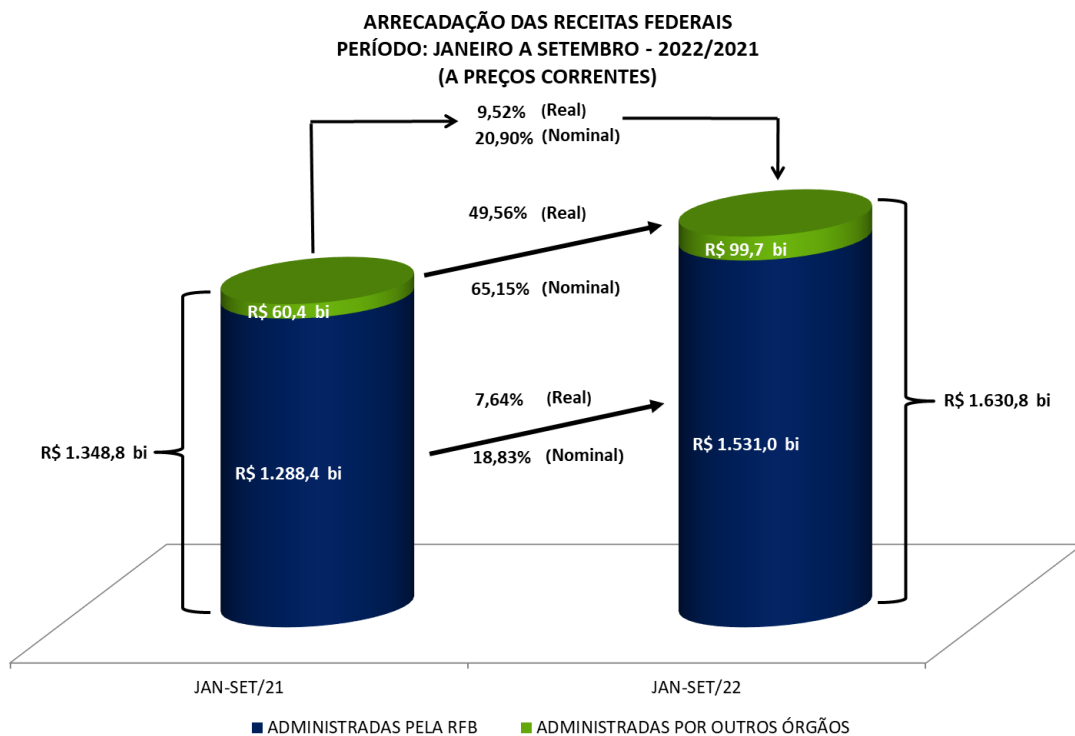 ARRECADAÇÃO DAS RECEITAS FEDERAIS
PERÍODO: JANEIRO A SETEMBRO - 2022/2021
(A PREÇOS CORRENTES)
9,52% (Real)
20,90% (Nominal)
49,56% (Real)
65,15% (Nominal)
R$ 99,7 bi
R$ 60,4 bi
7,64% (Real)
18,83% (Nominal)
R$ 1.630,8 bi
R$ 1.348,8 bi
R$ 1.288,4 bi
R$ 1.531,0 bi
JAN-SET/21
JAN-SET/22
ADMINISTRADAS PELA RFB
ADMINISTRADAS POR OUTROS ÓRGÃOS